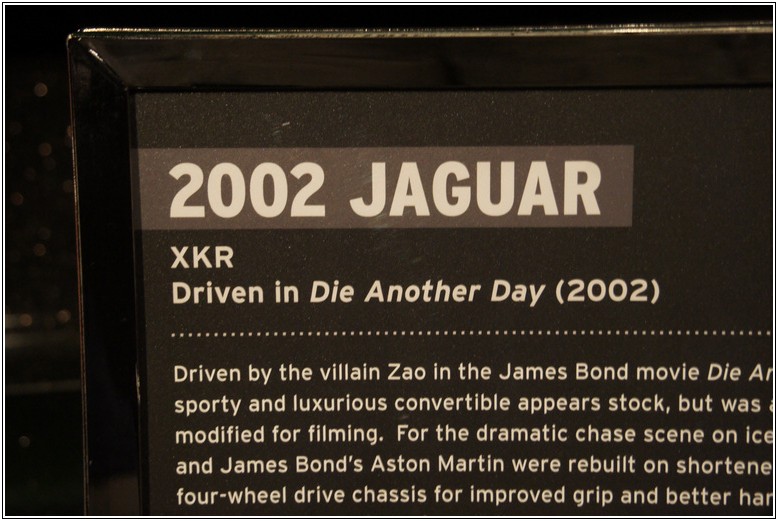 2002 JAGUAR
XKR
Driven in Die Another Day (2002)
Driven by the villain Zao in the James Bond movie Die
sporty and luxurious convertible appears stock, but was
modified for filming. For the dramatic chase scene on ice
and James Bond's Aston Martin were rebuilt on
four-wheel drive chassis for improved grip and better